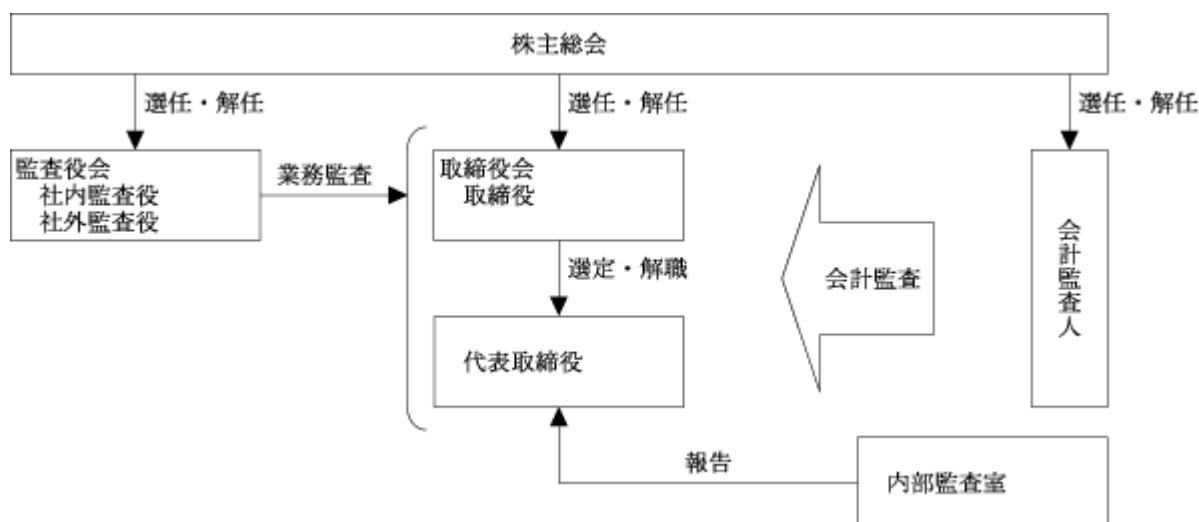 株主総会
選任・解任
選任・解任
選任・解任
監査役会
社内監査役
社外監査役
業務監査
取締役会
取締役
会計監査人
選定・解職
会計監査
代表取締役
報告
内部監査室